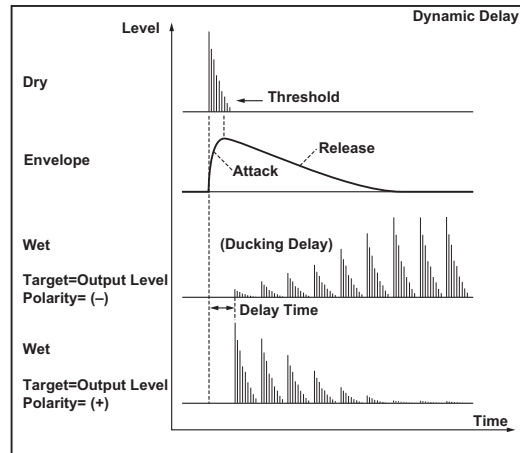 Dynamic Delay
Level
Dry
Threshold
Envelope
Release
Attack
Wet
(Ducking Delay)
Target=Output Level
Polarity= (–)
Delay Time
Wet
Target=Output Level
Polarity= (+)
Time